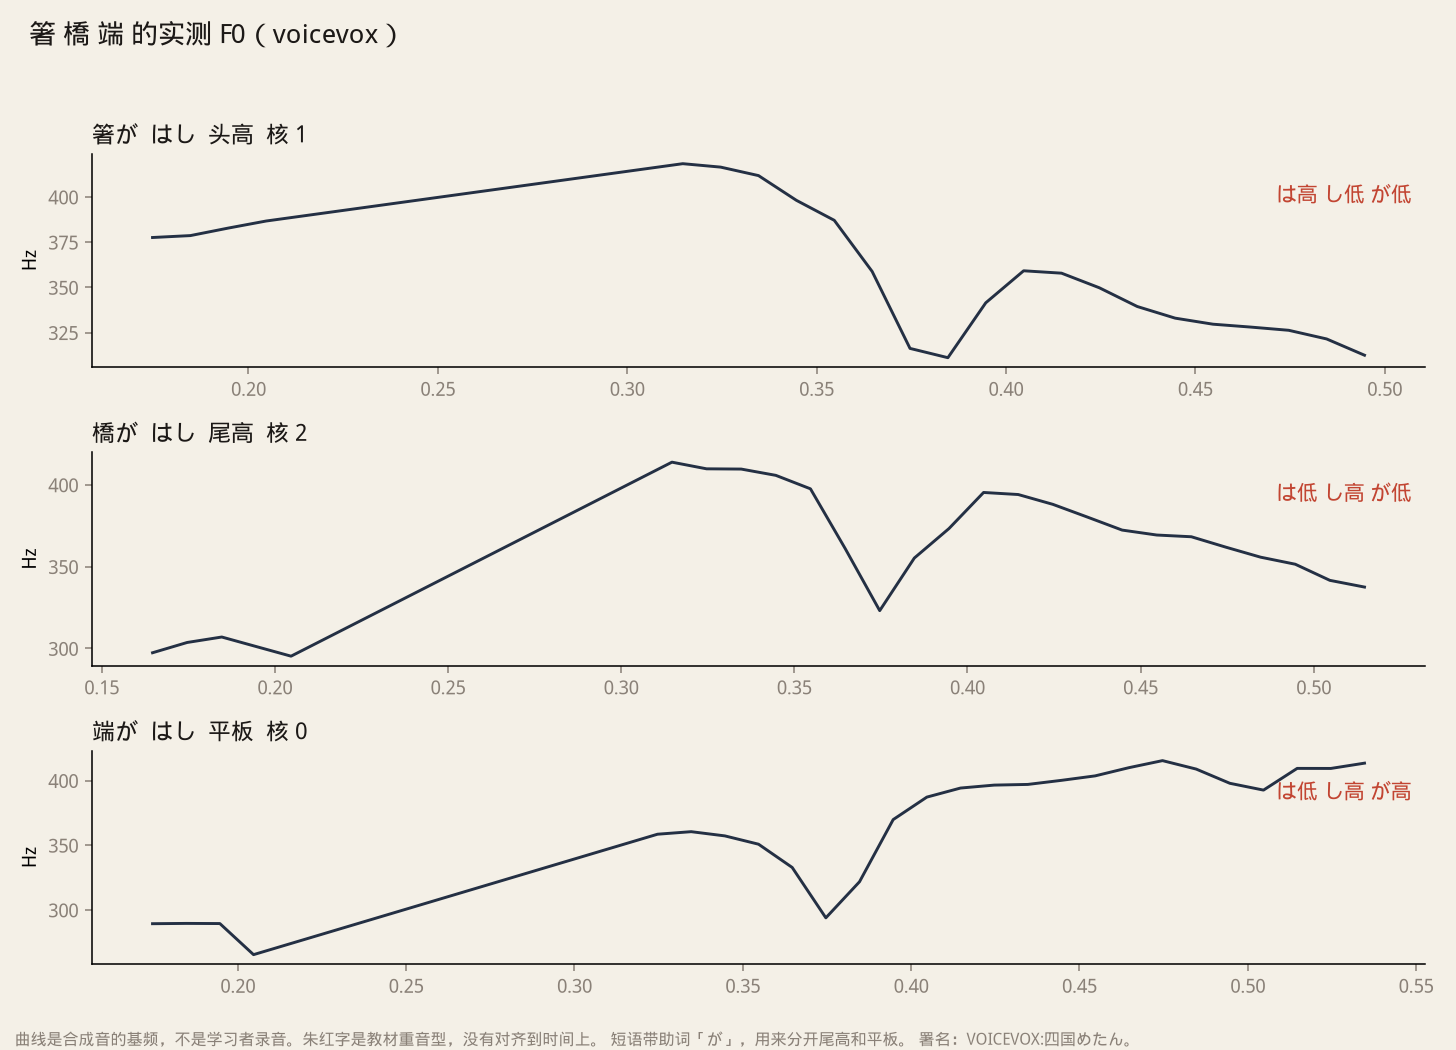 箸 橋 端 的实测 F0（voicevox）
箸が はし 头高 核 1
は高 し低 が低
Hz
400
375
350
325
0.20 0.25 0.30 0.35 0.40 0.45 0.50
橋が はし 尾高 核 2
は低 し高 が低
Hz
400
350
300
0.15 0.20 0.25 0.30 0.35 0.40 0.45 0.50
端が はし 平板 核 0
は低 し高 が高
Hz
400
350
300
0.20 0.25 0.30 0.35 0.40 0.45 0.50 0.55
曲线是合成音的基频，不是学习者录音。朱红字是教材重音型，没有对齐到时间上。 短语带助词「が」，用来分开尾高和平板。 署名：VOICEVOX:四国めたん。